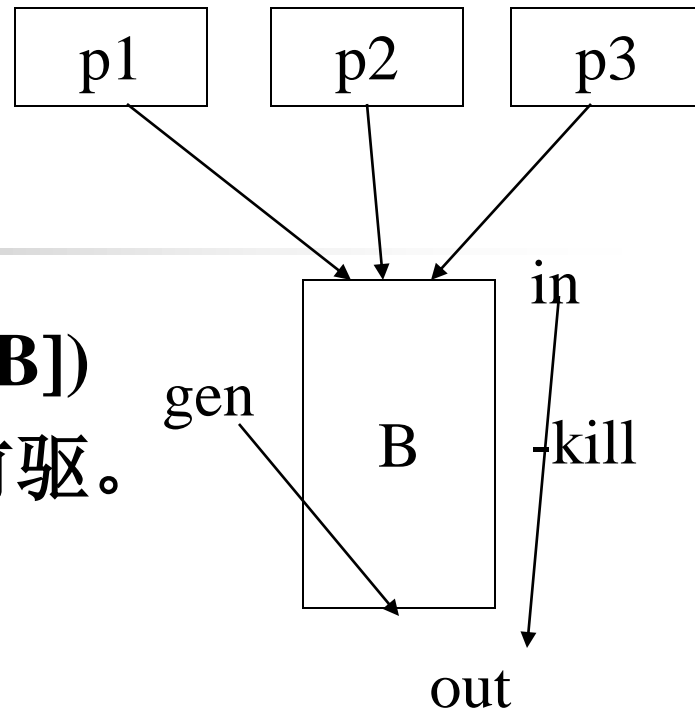 p1 p2 p3
in
B])
gen
B
-kill
前驱。
out